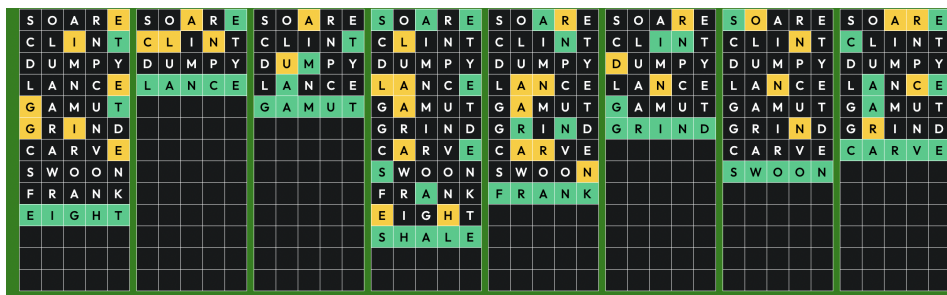 SOARE SOARE SOARE SOARE SOARE SOARE SOARE SOARE
CLINT CLINT CLINT CLINT CLINT CLINT CLINT CLINT
DUMPY DUMPY DUMPY DUMPY DUMPY DUMPY DUMPY DUMPY
LANCE LANCE LANCE LANCE LANCE LANCE LANCE LANCE
GAMUT GAMUT GAMUT GAMUT GAMUT GAMUT GAMUT
GRIND GRIND GRIND GRIND GRIND GRIND
CARVE CARVE CARVE CARVE CARVE
SWOON SWOON SWOON SWOON
FRANK FRANK FRANK
EIGHT EIGHT
SHALE